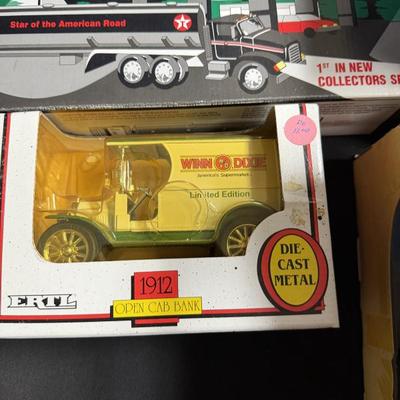 Star of the American Road
1ST IN NEW
COLLECTORS SE
WINN DIXIE
America's Supermarket
Limited Edition
DIE-
CAST
METAL
1912
OPEN CAB BANK
ERTL